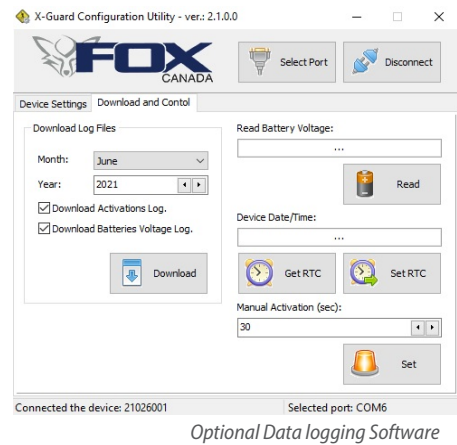 X-Guard Configuration Utility - ver.: 2.1.0.0
FOX
CANADA
Select Port
Disconnect
Device Settings
Download and Contol
Download Log Files
Month:
June
Year:
2021
Download Activations Log.
Download Batteries Voltage Log.
Download
Read Battery Voltage:
...
Read
Device Date/Time:
...
Get RTC
Set RTC
Manual Activation (sec):
30
Set
Connected the device: 21026001
Selected port: COM6
Optional Data logging Software